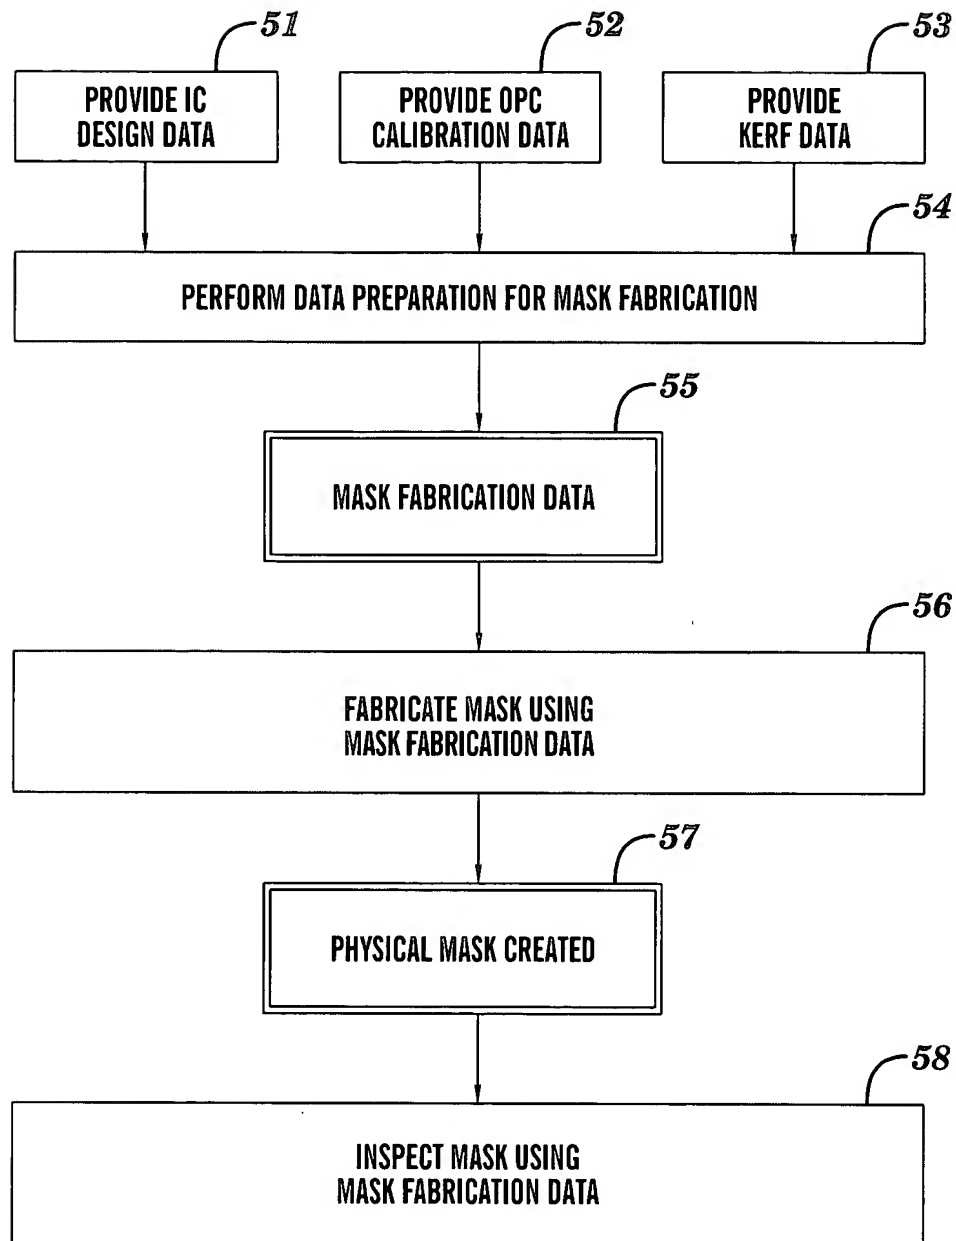 51
52
53
PROVIDE IC
DESIGN DATA
PROVIDE OPC
CALIBRATION DATA
PROVIDE
KERF DATA
54
PERFORM DATA PREPARATION FOR MASK FABRICATION
55
MASK FABRICATION DATA
56
FABRICATE MASK USING
MASK FABRICATION DATA
57
PHYSICAL MASK CREATED
58
INSPECT MASK USING
MASK FABRICATION DATA